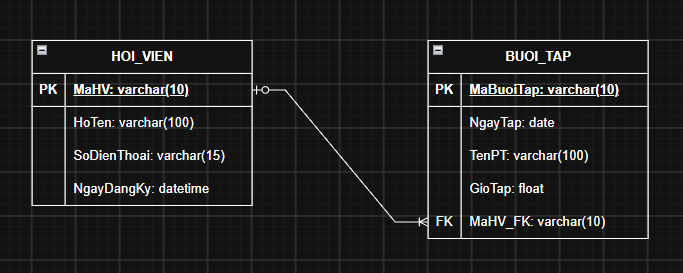 HOI_VIEN
PK MaHV: varchar(10)
HoTen: varchar(100)
SoDienThoai: varchar(15)
NgayDangKy: datetime
BUOI_TAP
PK MaBuoiTap: varchar(10)
NgayTap: date
TenPT: varchar(100)
GioTap: float
FK MaHV_FK: varchar(10)